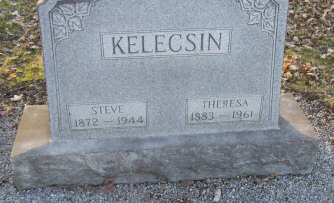 KELECSIN
STEVE
1872 — 1944
THERESA
1883 — 1961